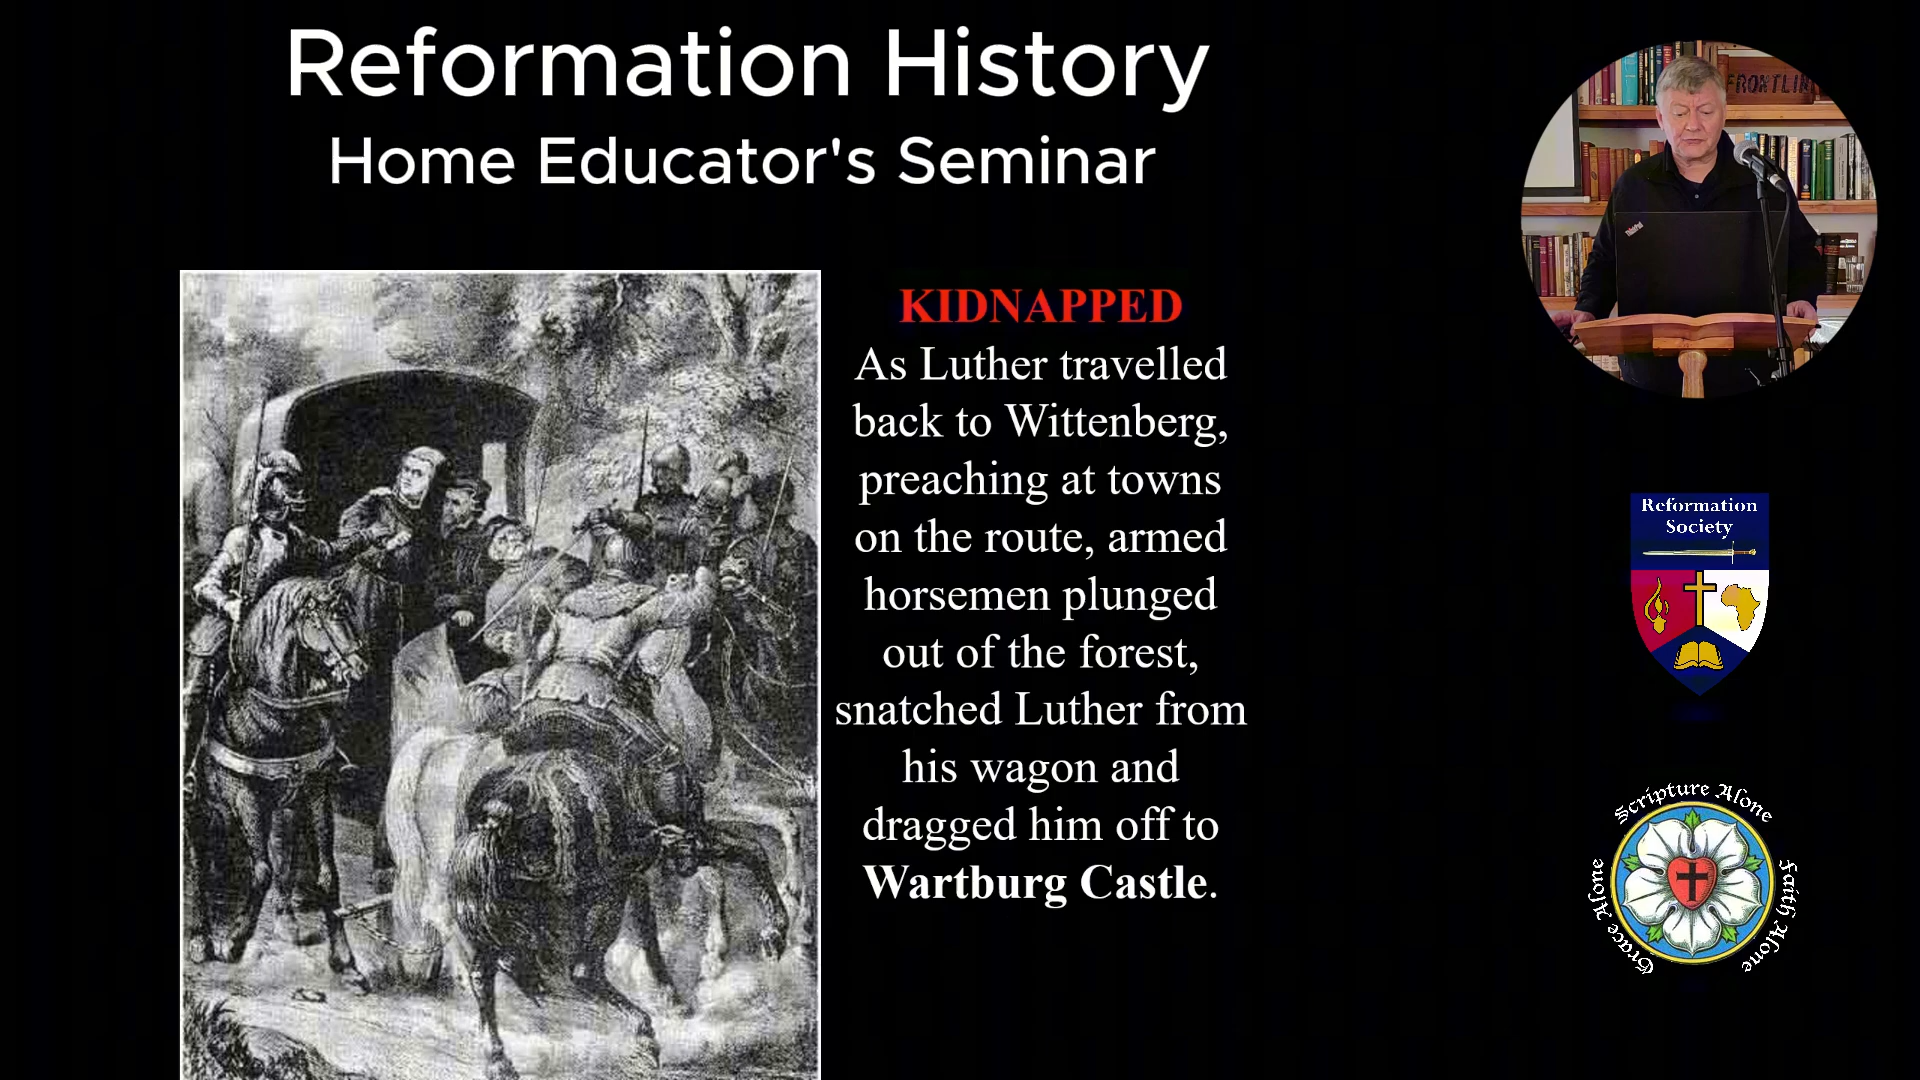 Reformation History
Home Educator's Seminar
KIDNAPPED
As Luther travelled
back to Wittenberg,
preaching at towns
on the route, armed
horsemen plunged
out of the forest,
snatched Luther from
his wagon and
dragged him off to
Wartburg Castle.
ThinkPad
Reformation
Society
Scripture Alone
Faith Alone
Grace Alone